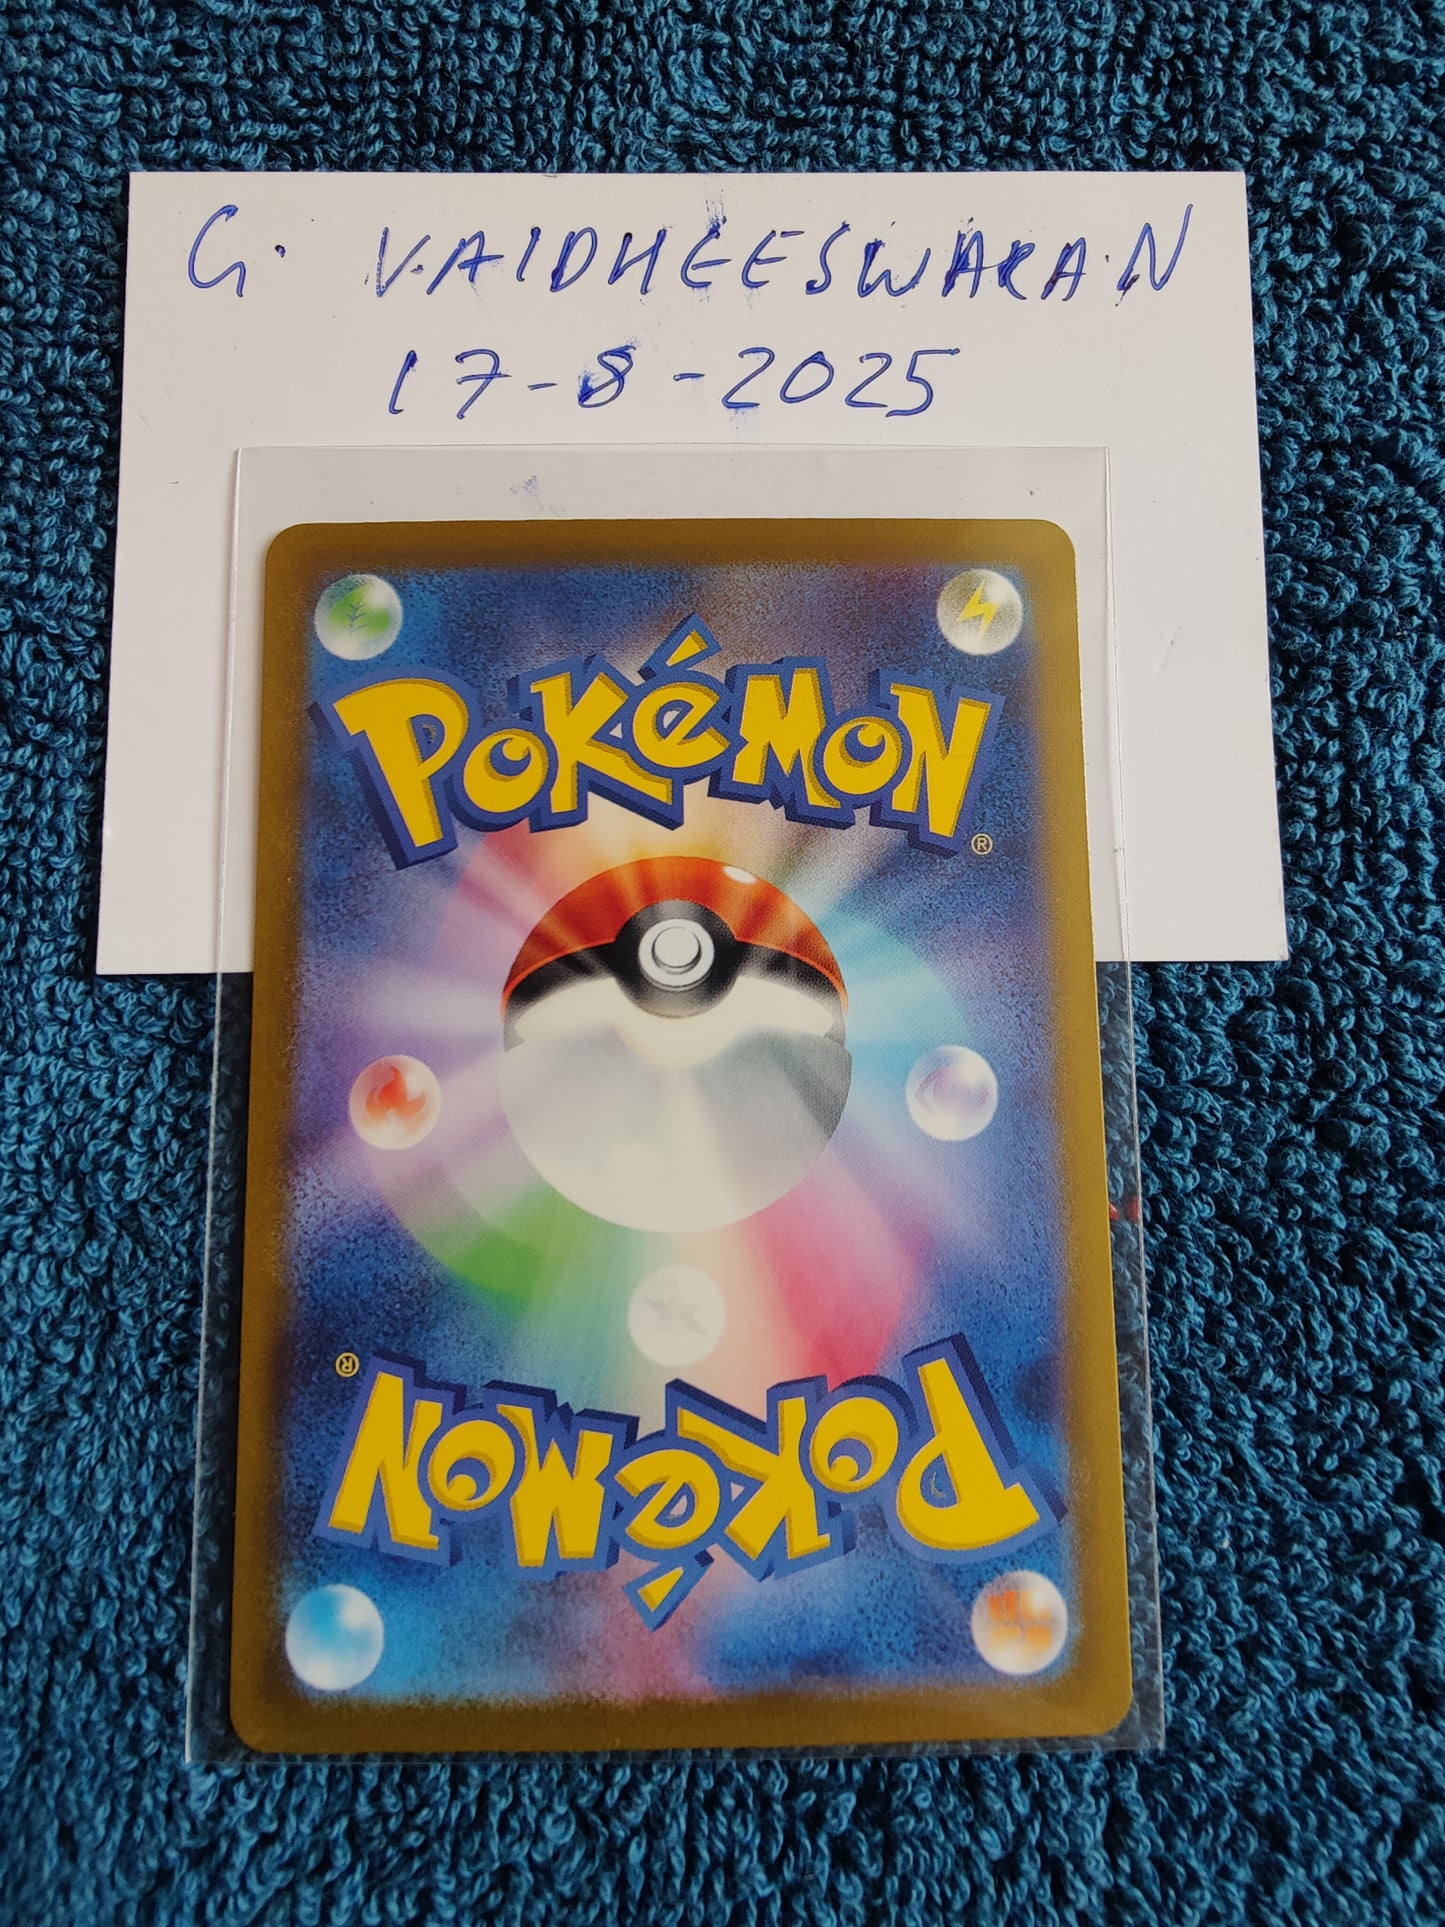 G. VAIDHEESWARAN
17-8-2025
POKéMON
®
®
POKéMON